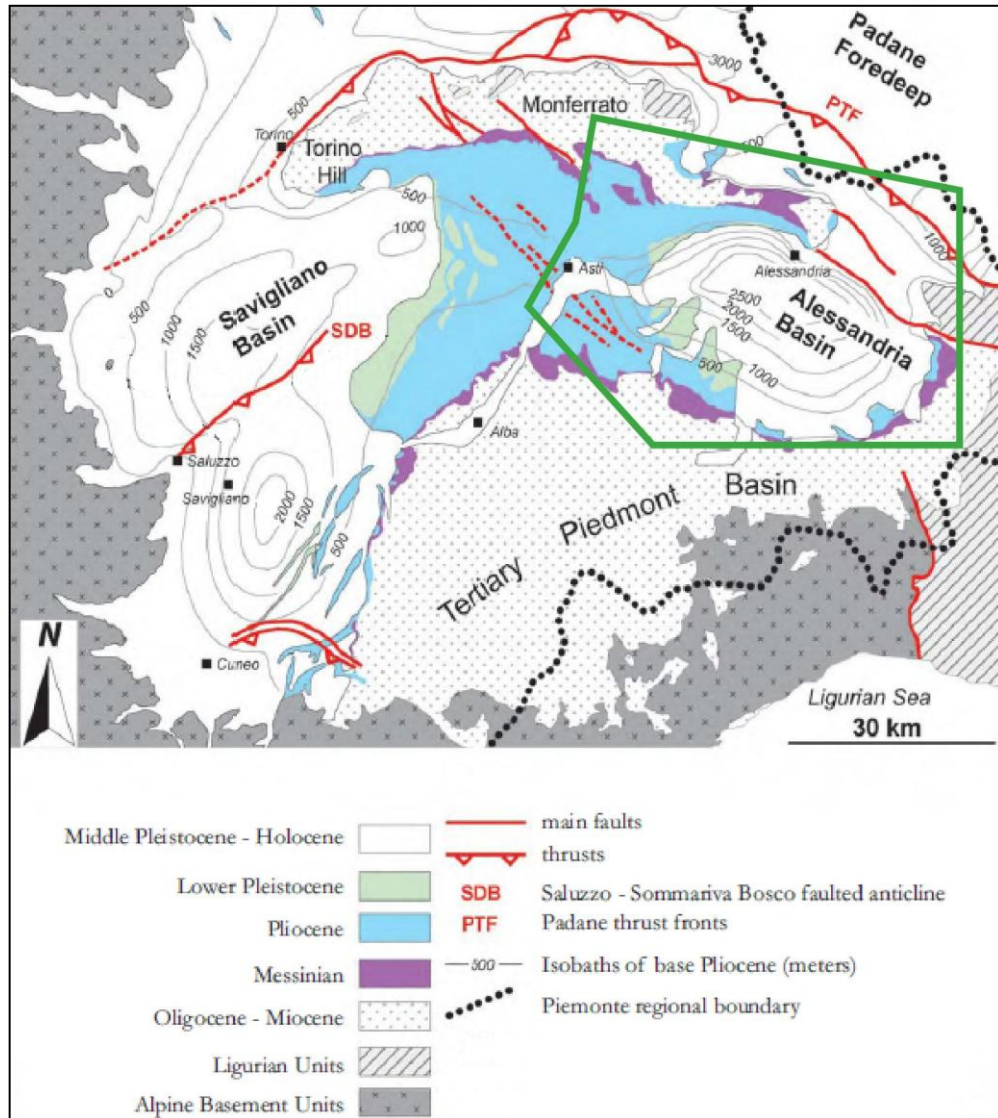 Padane
Foredeep
3000
500
PTF
Monferrato
Torino
Torino
Hill
500
500
1000
1000
0
Asti
Alessandria
500
1000
1500
Savigliano
Basin
SDB
2500
2000
1500
Alessandria
Basin
500
1000
Alba
Saluzzo
Savigliano
2000
1500
500
Tertiary Piedmont Basin
N
Cuneo
Ligurian Sea
30 km
Middle Pleistocene - Holocene
Lower Pleistocene
Pliocene
Messinian
Oligocene - Miocene
Ligurian Units
Alpine Basement Units
main faults
thrusts
SDB Saluzzo - Sommariva Bosco faulted anticline
PTF Padane thrust fronts
500 Isobaths of base Pliocene (meters)
Piemonte regional boundary